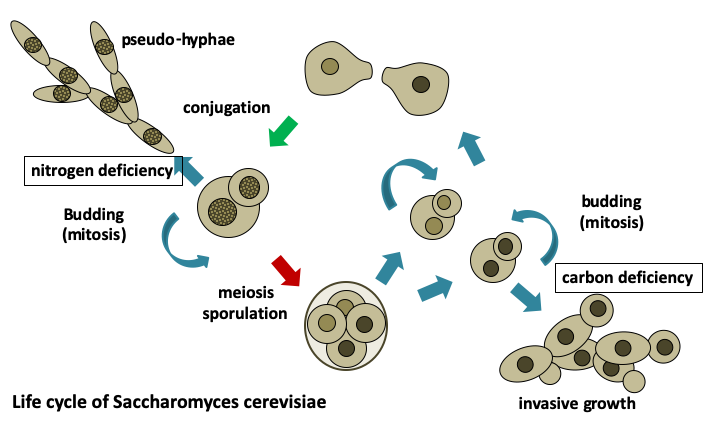 pseudo-hyphae
conjugation
nitrogen deficiency
Budding
(mitosis)
budding
(mitosis)
carbon deficiency
meiosis
sporulation
Life cycle of Saccharomyces cerevisiae
invasive growth